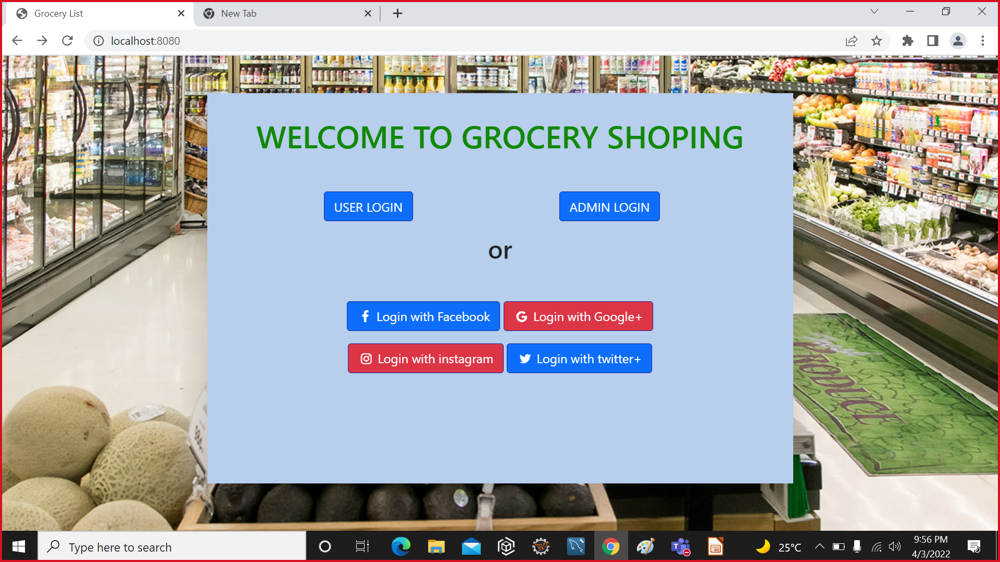 Grocery List
New Tab
localhost:8080
WELCOME TO GROCERY SHOPING
USER LOGIN
ADMIN LOGIN
or
Login with Facebook
Login with Google+
Login with instagram
Login with twitter+
PRODUCE
Type here to search
25°C
9:56 PM
4/3/2022